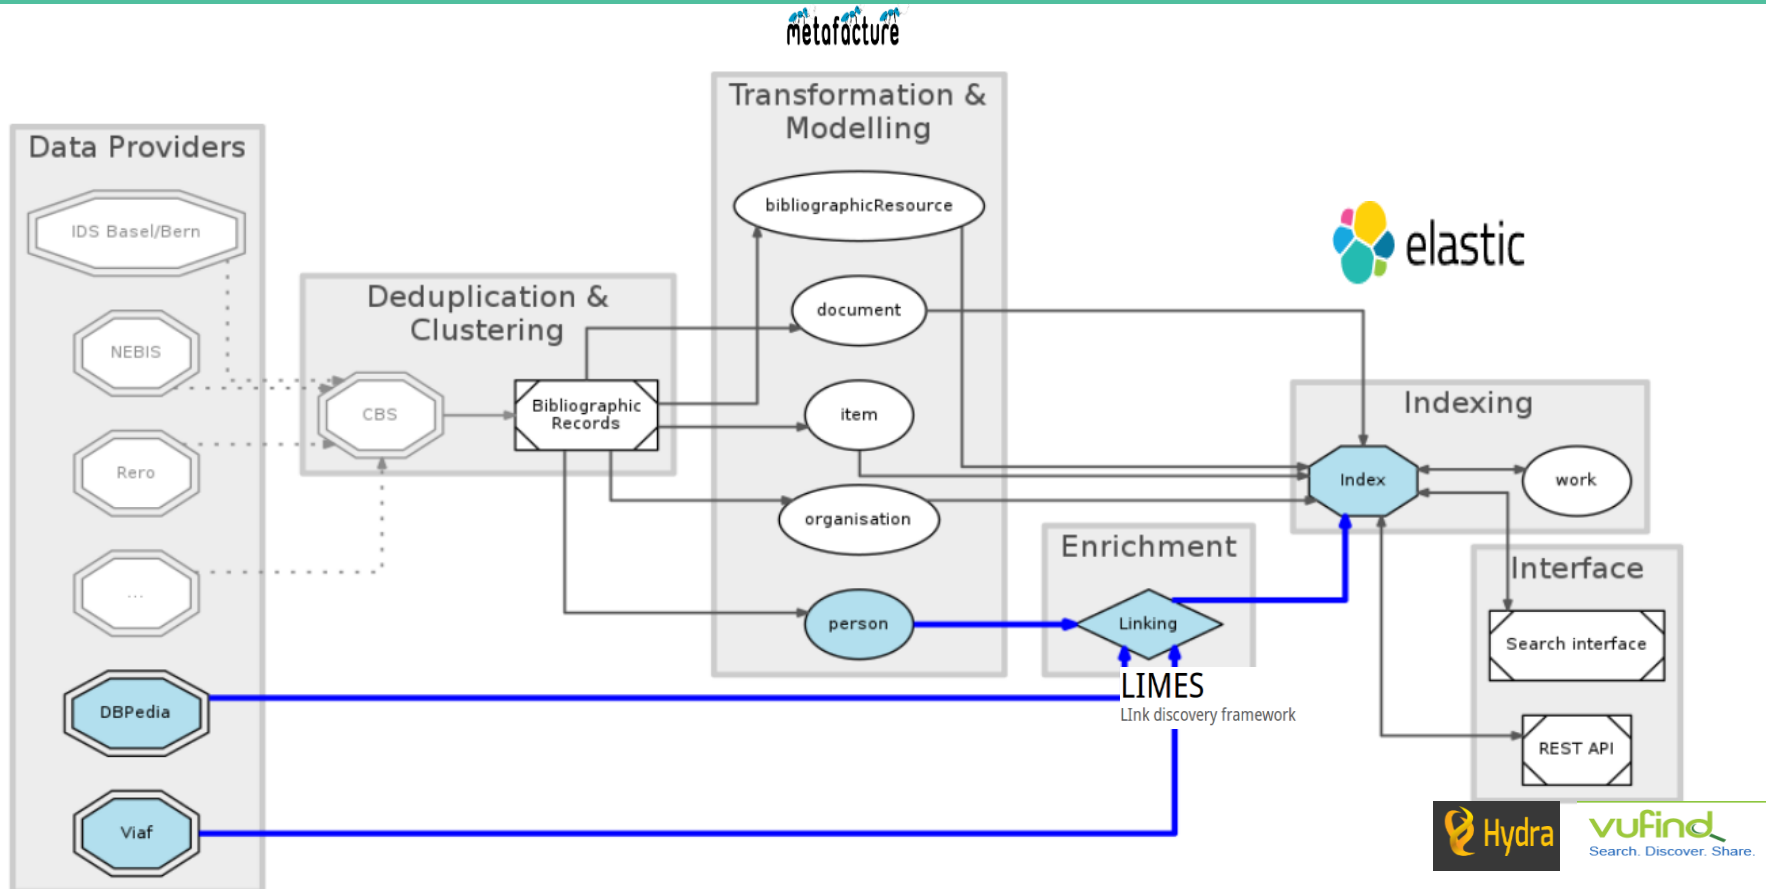 metafacture
Data Providers
IDS Basel/Bern
NEBIS
Rero
...
DBPedia
Viaf
Deduplication &
Clustering
CBS
Bibliographic
Records
Transformation &
Modelling
bibliographicResource
document
item
organisation
person
Enrichment
Linking
LIMES
LInk discovery framework
elastic
Indexing
Index
work
Interface
Search interface
REST API
Hydra
vufind
Search. Discover. Share.